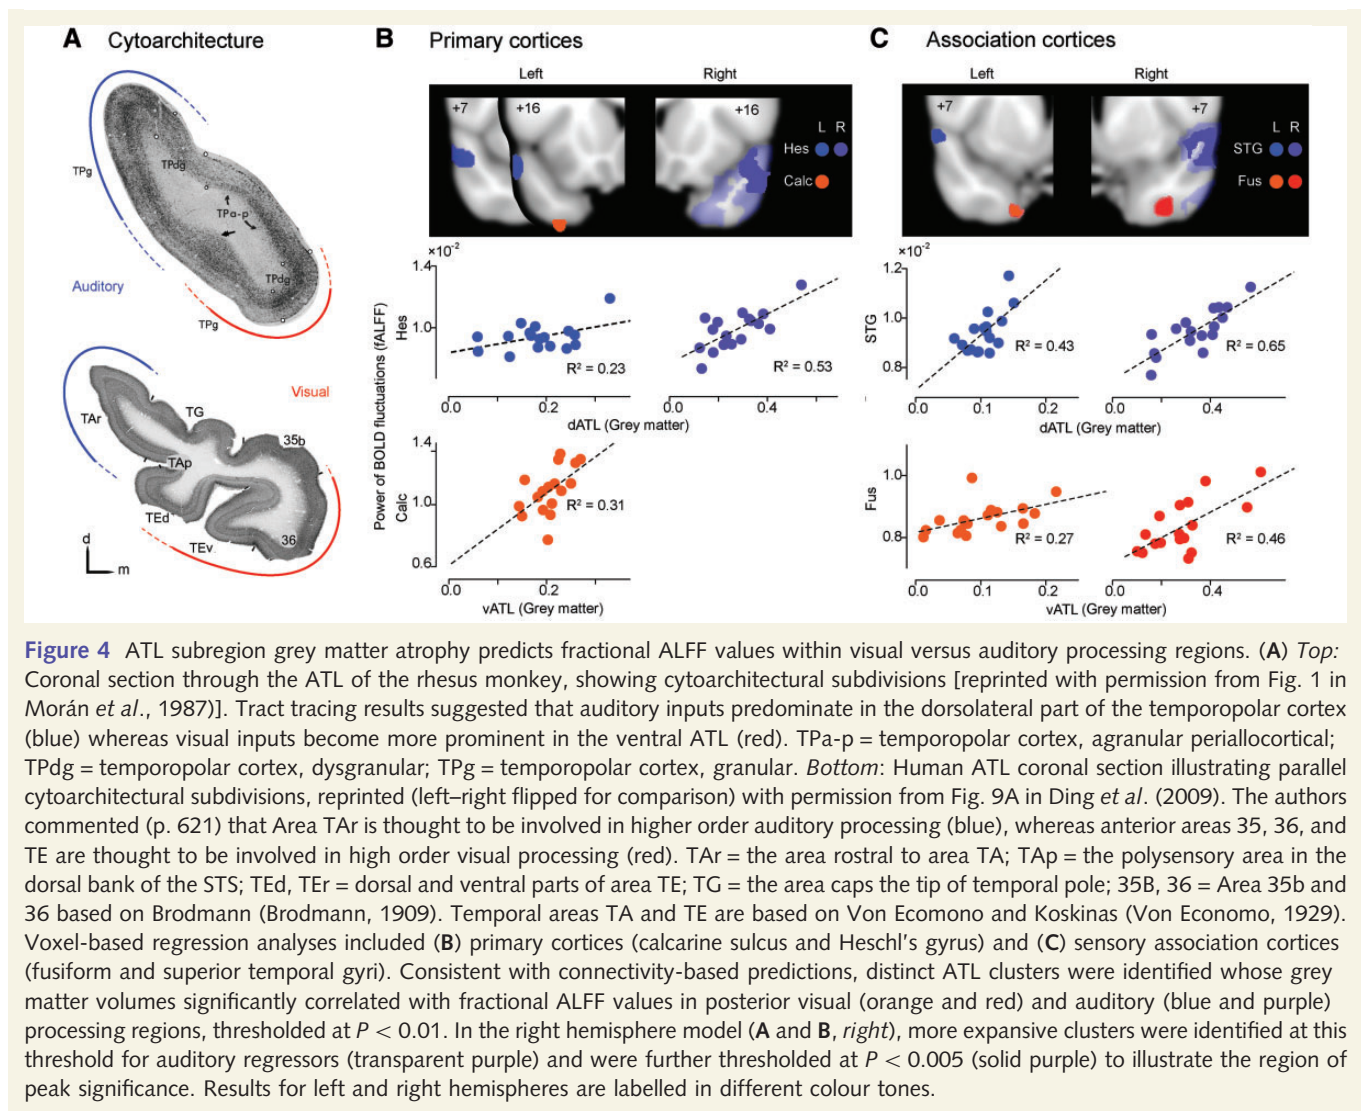 A Cytoarchitecture
TPg
TPdg
TPa-p
TPdg
Auditory
TPg
Visual
TAr
TG
35b
TAp
TEd
TEv
36
d
m
B Primary cortices
Left Right
+7 +16 +16
L R
Hes
Calc
×10⁻²
Power of BOLD fluctuations (fALFF)
Hes
1.4
1.0
R² = 0.23
R² = 0.53
0.0 0.2 0.0 0.2 0.4
dATL (Grey matter)
Calc
1.4
1.0
0.6
R² = 0.31
0.0 0.2
vATL (Grey matter)
C Association cortices
Left Right
+7 +7
L R
STG
Fus
×10⁻²
STG
1.2
1.0
0.8
R² = 0.43
R² = 0.65
0.0 0.1 0.2 0.0 0.4
dATL (Grey matter)
Fus
1.0
0.8
R² = 0.27
R² = 0.46
0.0 0.1 0.2 0.0 0.4
vATL (Grey matter)
Figure 4 ATL subregion grey matter atrophy predicts fractional ALFF values within visual versus auditory processing regions. (A) Top:
Coronal section through the ATL of the rhesus monkey, showing cytoarchitectural subdivisions [reprinted with permission from Fig. 1 in
Morán et al., 1987)]. Tract tracing results suggested that auditory inputs predominate in the dorsolateral part of the temporopolar cortex
(blue) whereas visual inputs become more prominent in the ventral ATL (red). TPa-p = temporopolar cortex, agranular periallocortical;
TPdg = temporopolar cortex, dysgranular; TPg = temporopolar cortex, granular. Bottom: Human ATL coronal section illustrating parallel
cytoarchitectural subdivisions, reprinted (left–right flipped for comparison) with permission from Fig. 9A in Ding et al. (2009). The authors
commented (p. 621) that Area TAr is thought to be involved in higher order auditory processing (blue), whereas anterior areas 35, 36, and
TE are thought to be involved in high order visual processing (red). TAr = the area rostral to area TA; TAp = the polysensory area in the
dorsal bank of the STS; TEd, TEr = dorsal and ventral parts of area TE; TG = the area caps the tip of temporal pole; 35B, 36 = Area 35b and
36 based on Brodmann (Brodmann, 1909). Temporal areas TA and TE are based on Von Ecomono and Koskinas (Von Economo, 1929).
Voxel-based regression analyses included (B) primary cortices (calcarine sulcus and Heschl's gyrus) and (C) sensory association cortices
(fusiform and superior temporal gyri). Consistent with connectivity-based predictions, distinct ATL clusters were identified whose grey
matter volumes significantly correlated with fractional ALFF values in posterior visual (orange and red) and auditory (blue and purple)
processing regions, thresholded at P < 0.01. In the right hemisphere model (A and B, right), more expansive clusters were identified at this
threshold for auditory regressors (transparent purple) and were further thresholded at P < 0.005 (solid purple) to illustrate the region of
peak significance. Results for left and right hemispheres are labelled in different colour tones.